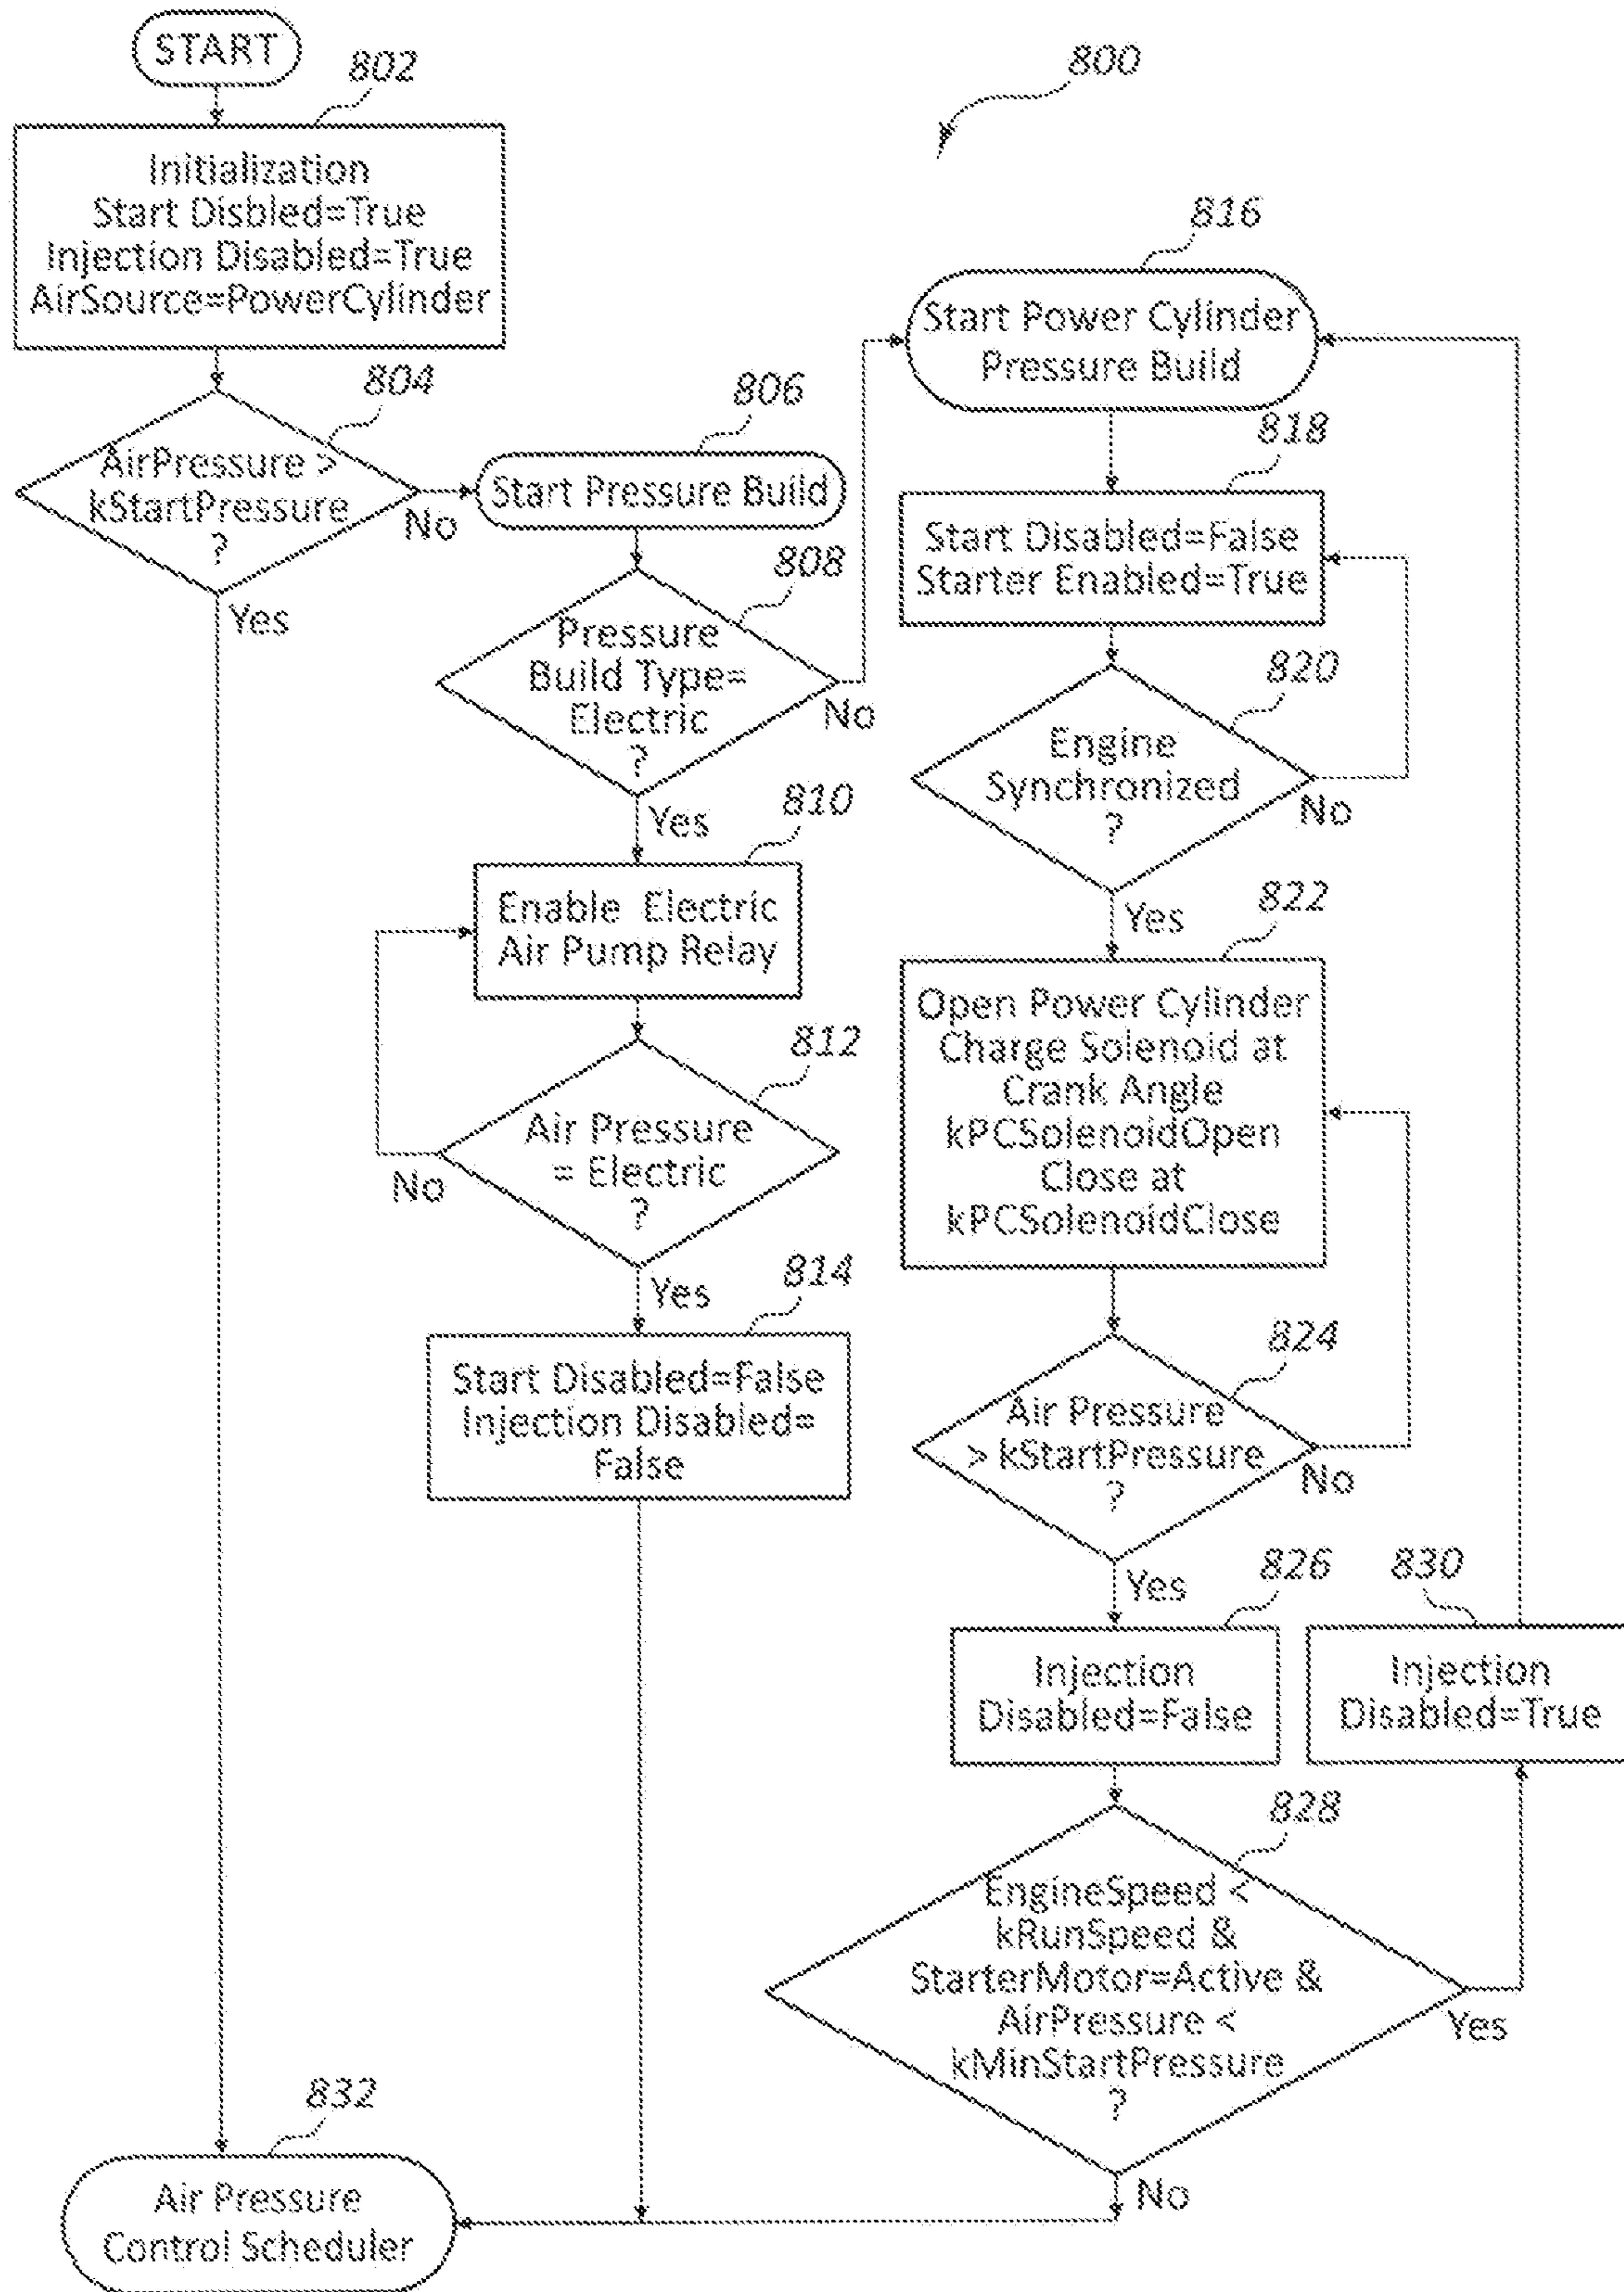 START
802
Initialization
Start Disbled=True
Injection Disabled=True
AirSource=PowerCylinder
804
AirPressure >
kStartPressure
?
No
Yes
806
Start Pressure Build
808
Pressure
Build Type=
Electric
?
No
Yes
810
Enable Electric
Air Pump Relay
812
Air Pressure
= Electric
?
No
Yes
814
Start Disabled=False
Injection Disabled=
False
800
816
Start Power Cylinder
Pressure Build
818
Start Disabled=False
Starter Enabled=True
820
Engine
Synchronized
?
No
Yes
822
Open Power Cylinder
Charge Solenoid at
Crank Angle
kPCSolenoidOpen
Close at
kPCSolenoidClose
824
Air Pressure
> kStartPressure
?
No
Yes
826
Injection
Disabled=False
830
Injection
Disabled=True
828
EngineSpeed <
kRunSpeed &
StarterMotor=Active &
AirPressure <
kMinStartPressure
?
Yes
No
832
Air Pressure
Control Scheduler